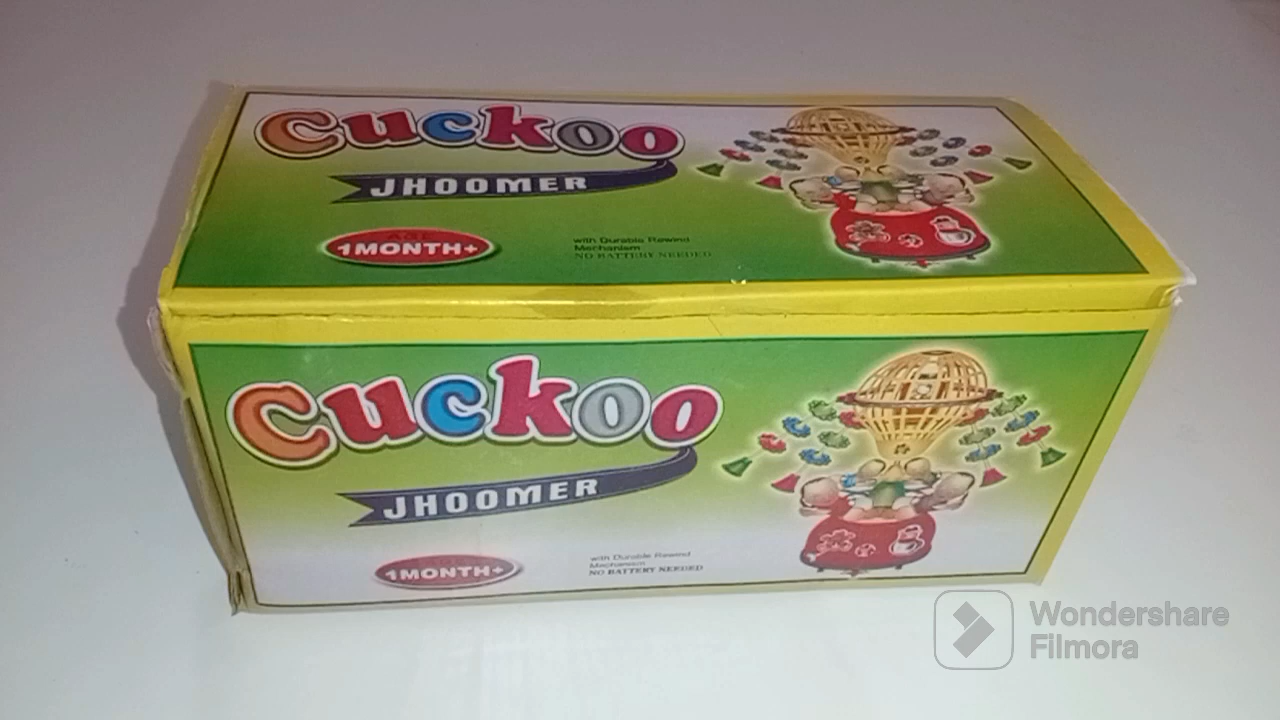 Cuckoo
JHOOMER
AGE
1MONTH+
with Durable Rewind
Mechanism
NO BATTERY NEEDED
Cuckoo
JHOOMER
1MONTH+
with Durable Rewind
Mechanism
NO BATTERY NEEDED
Wondershare
Filmora